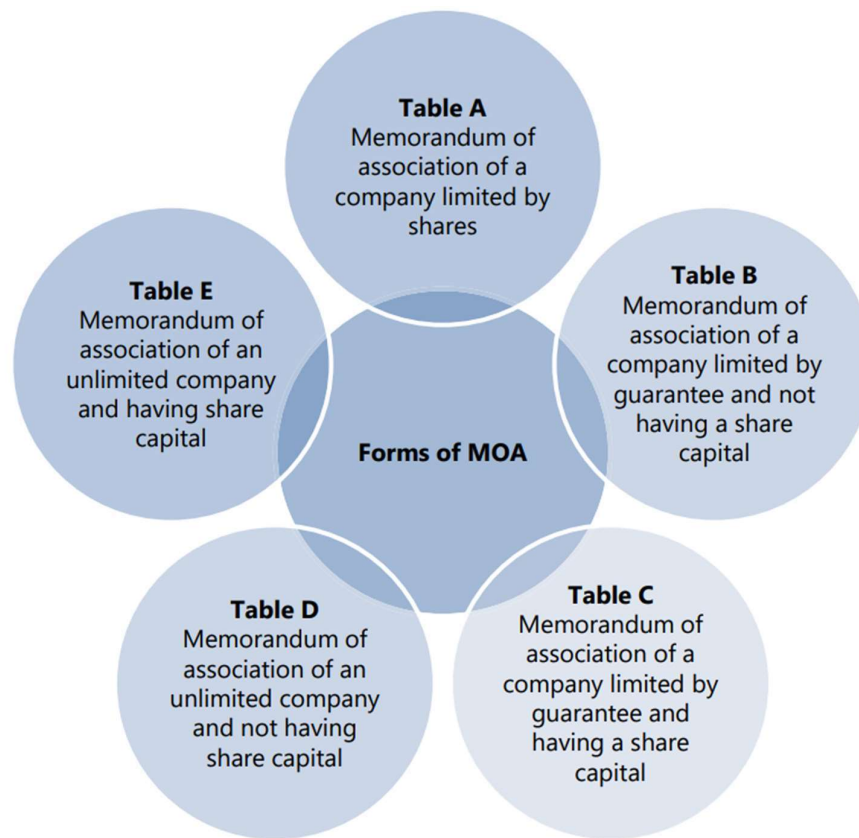 Table A
Memorandum of
association of a
company limited by
shares
Table B
Memorandum of
association of a
company limited by
guarantee and not
having a share
capital
Table C
Memorandum of
association of a
company limited by
guarantee and
having a share
capital
Table D
Memorandum of
association of an
unlimited company
and not having
share capital
Table E
Memorandum of
association of an
unlimited company
and having share
capital
Forms of MOA